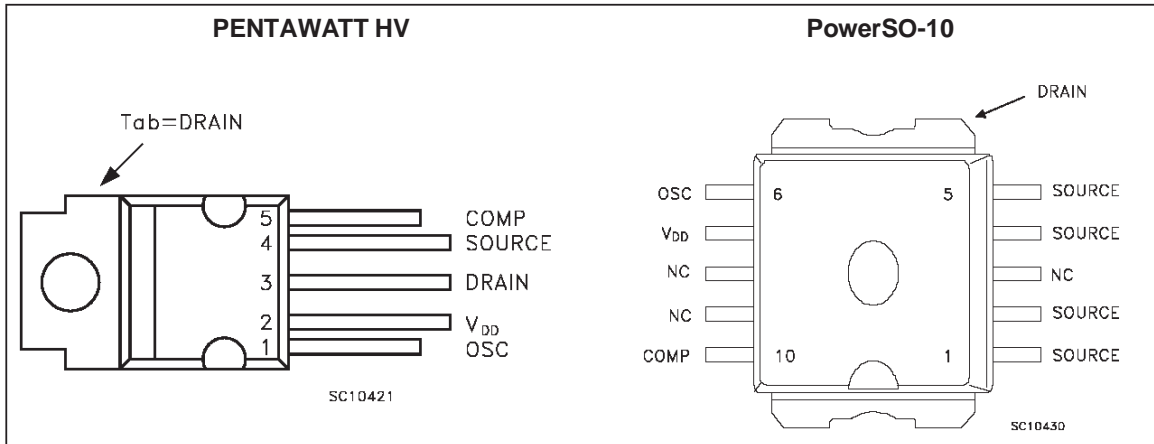 PENTAWATT HV
Tab=DRAIN
5 COMP
4 SOURCE
3 DRAIN
2 VDD
1 OSC
SC10421
PowerSO-10
DRAIN
OSC 6 5 SOURCE
VDD SOURCE
NC NC
NC SOURCE
COMP 10 1 SOURCE
SC10430